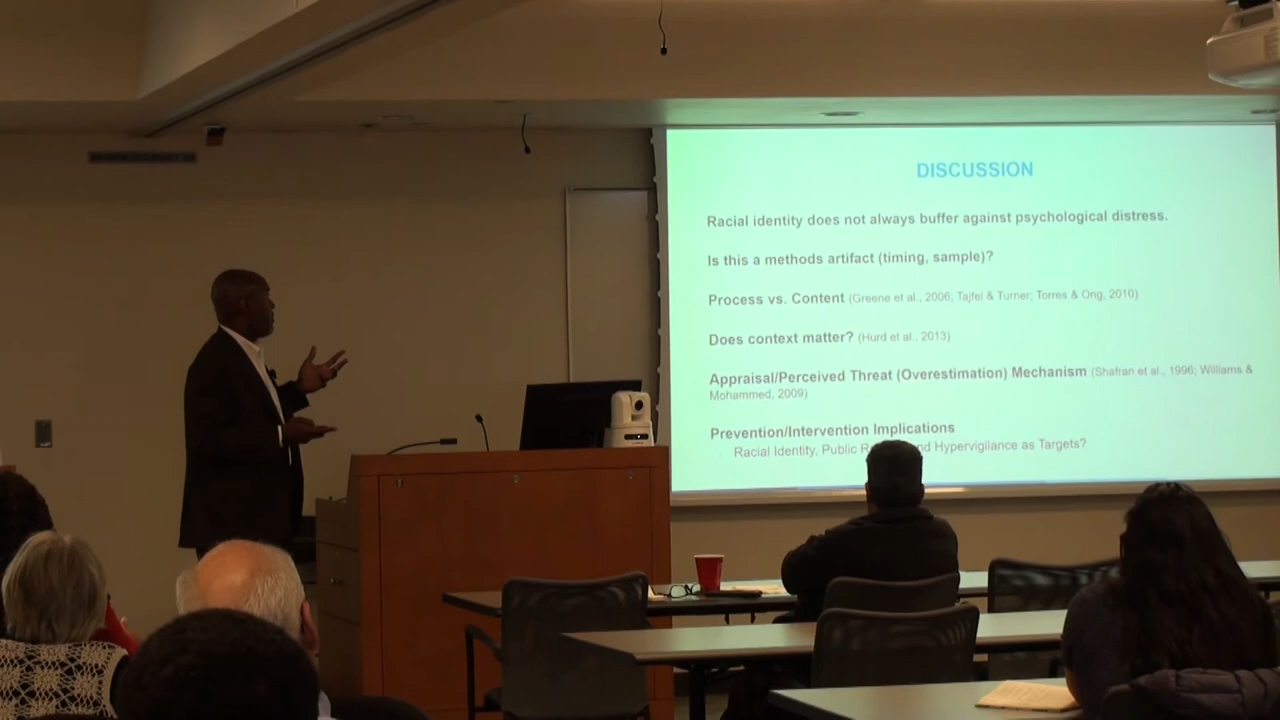 DISCUSSION
Racial identity does not always buffer against psychological distress.
Is this a methods artifact (timing, sample)?
Process vs. Content (Greene et al., 2006; Tajfel & Turner; Torres & Ong, 2010)
Does context matter? (Hurd et al., 2013)
Appraisal/Perceived Threat (Overestimation) Mechanism (Shafran et al., 1996; Williams &
Mohammed, 2009)
Prevention/Intervention Implications
Racial Identity, Public Hypervigilance as Targets?